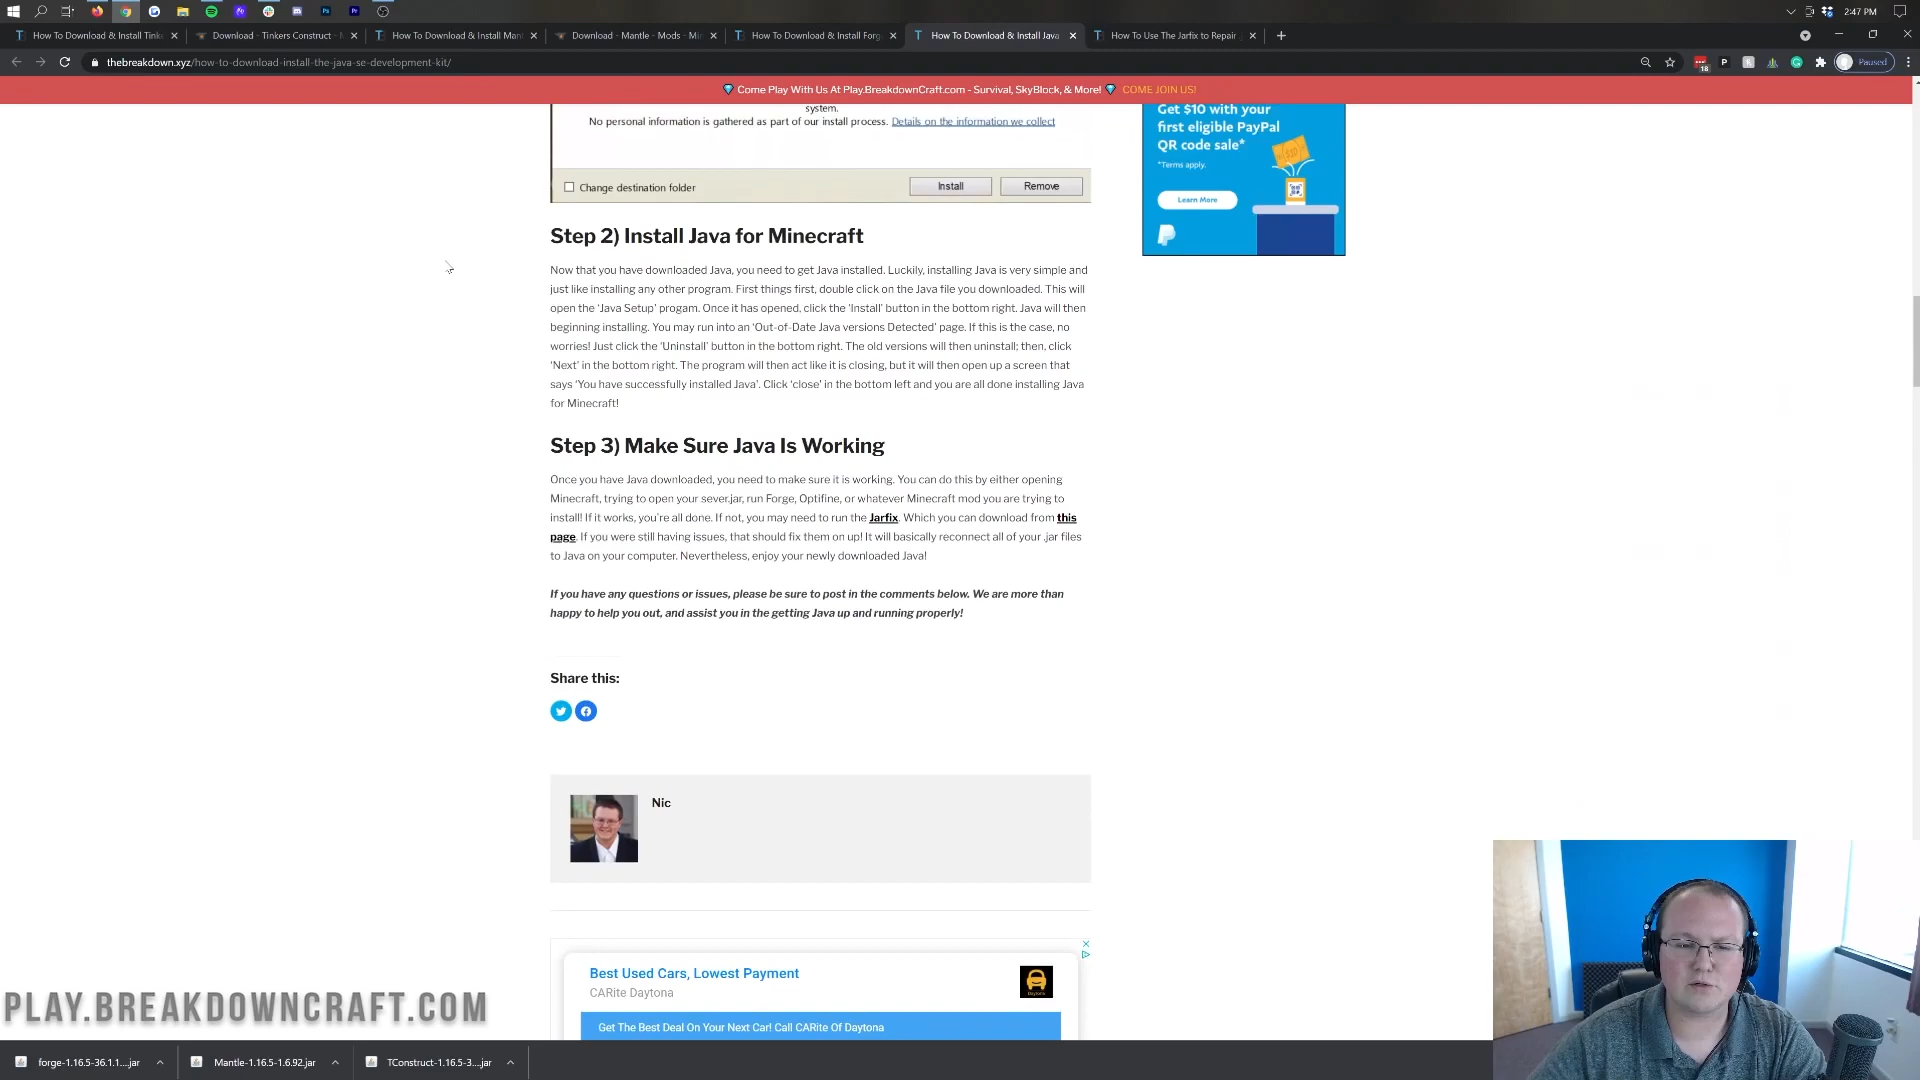 2:47 PM
How To Download & Install Tink
Download - Tinkers Construct - M
How To Download & Install Man
Download - Mantle - Mods - Min
How To Download & Install Forg
How To Download & Install Java
How To Use The Jarfix to Repair
thebreakdown.xyz/how-to-download-install-the-java-se-development-kit/
18
Paused
Come Play With Us At Play.BreakdownCraft.com - Survival, SkyBlock, & More! COME JOIN US!
system.
No personal information is gathered as part of our install process. Details on the information we collect
Change destination folder
Install
Remove
Get $10 with your
first eligible PayPal
QR code sale*
*Terms apply.
Learn More
Step 2) Install Java for Minecraft
Now that you have downloaded Java, you need to get Java installed. Luckily, installing Java is very simple and
just like installing any other program. First things first, double click on the Java file you downloaded. This will
open the ‘Java Setup’ progam. Once it has opened, click the ‘Install’ button in the bottom right. Java will then
beginning installing. You may run into an ‘Out-of-Date Java versions Detected’ page. If this is the case, no
worries! Just click the ‘Uninstall’ button in the bottom right. The old versions will then uninstall; then, click
‘Next’ in the bottom right. The program will then act like it is closing, but it will then open up a screen that
says ‘You have successfully installed Java’. Click ‘close’ in the bottom left and you are all done installing Java
for Minecraft!
Step 3) Make Sure Java Is Working
Once you have Java downloaded, you need to make sure it is working. You can do this by either opening
Minecraft, trying to open your sever.jar, run Forge, Optifine, or whatever Minecraft mod you are trying to
install! If it works, you’re all done. If not, you may need to run the Jarfix. Which you can download from this
page. If you were still having issues, that should fix them on up! It will basically reconnect all of your .jar files
to Java on your computer. Nevertheless, enjoy your newly downloaded Java!
If you have any questions or issues, please be sure to post in the comments below. We are more than
happy to help you out, and assist you in the getting Java up and running properly!
Share this:
Nic
Best Used Cars, Lowest Payment
CARite Daytona
Get The Best Deal On Your Next Car! Call CARite Of Daytona
PLAY.BREAKDOWNCRAFT.COM
forge-1.16.5-36.1.1....jar
Mantle-1.16.5-1.6.92.jar
TConstruct-1.16.5-3....jar